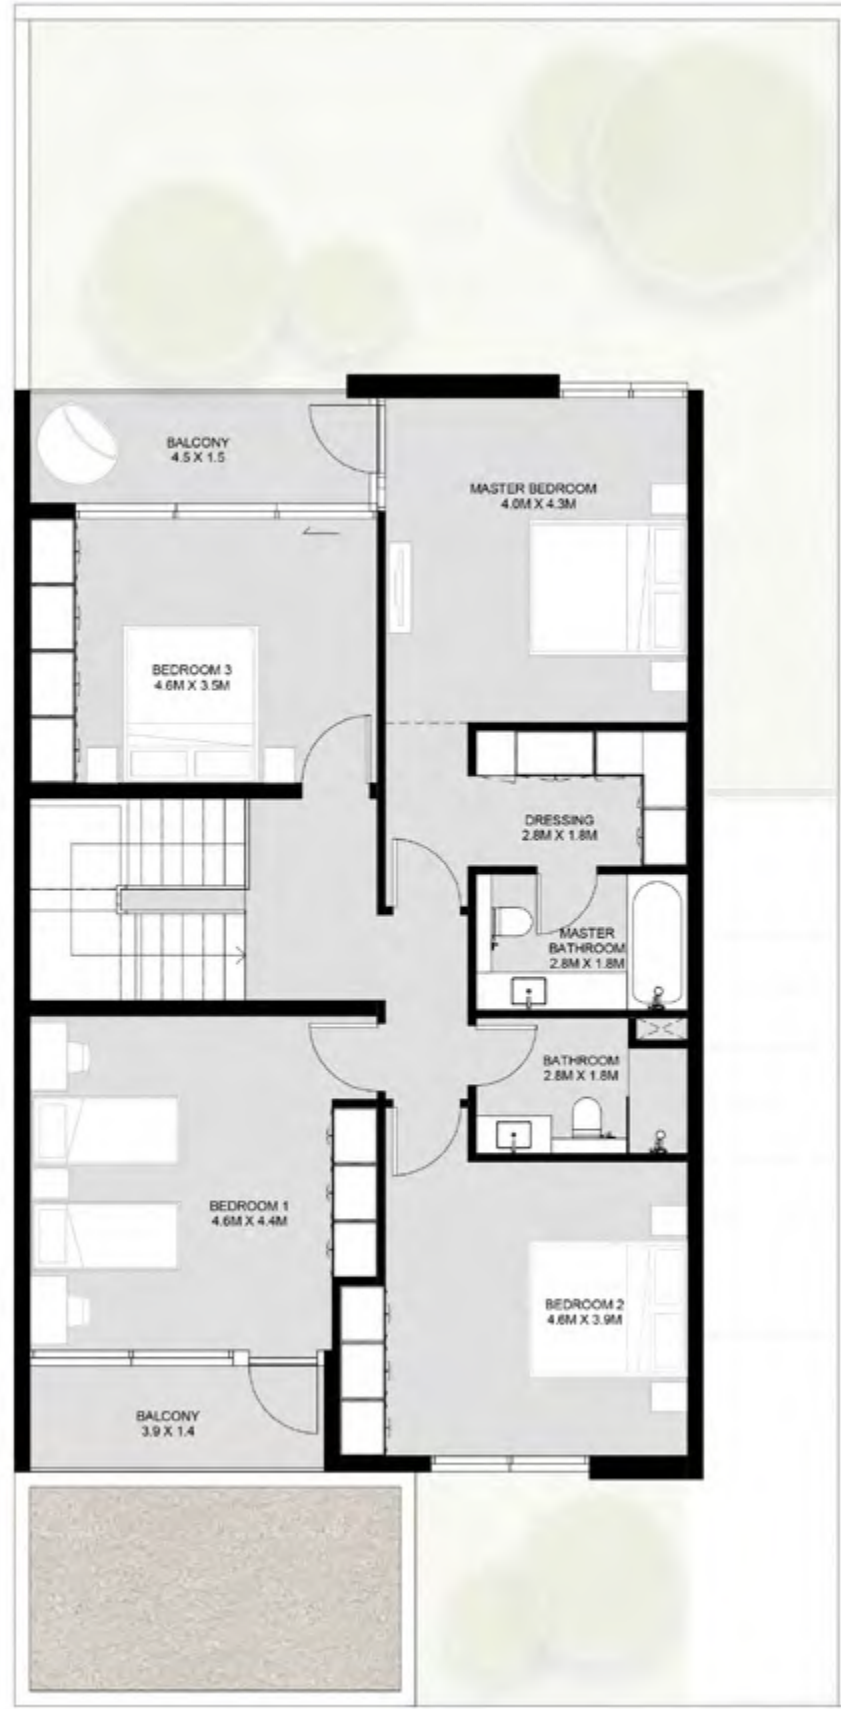 BALCONY
4.5 X 1.5
MASTER BEDROOM
4.0M X 4.3M
BEDROOM 3
4.6M X 3.5M
DRESSING
2.8M X 1.8M
MASTER
BATHROOM
2.8M X 1.8M
BATHROOM
2.8M X 1.8M
BEDROOM 1
4.6M X 4.4M
BEDROOM 2
4.6M X 3.9M
BALCONY
3.9 X 1.4